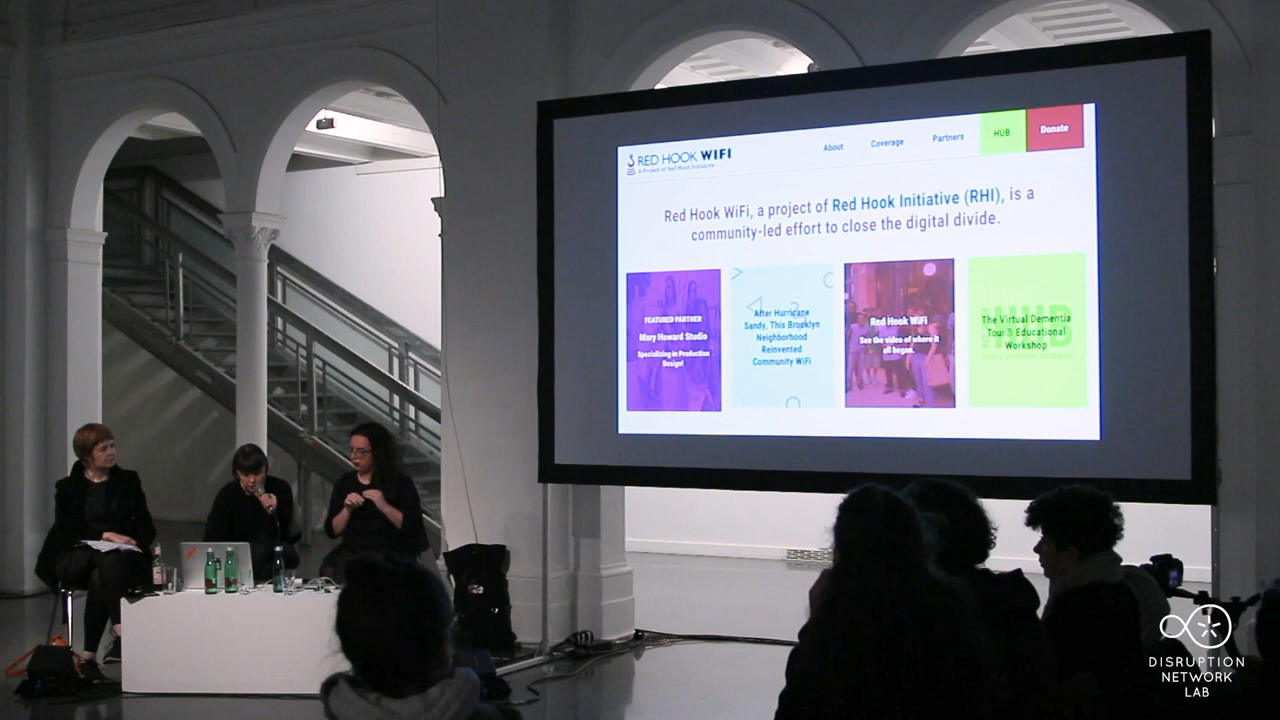 RED HOOK WIFI
A Project of Red Hook Initiative
About
Coverage
Partners
HUB
Donate
Red Hook WiFi, a project of Red Hook Initiative (RHI), is a
community-led effort to close the digital divide.
FEATURED PARTNER
Mary Howard Studio
Specializing in Production
Design!
After Hurricane
Sandy, This Brooklyn
Neighborhood
Reinvented
Community WiFi
Red Hook WiFi
See the video of where it
all began.
The Virtual Dementia
Tour & Educational
Workshop
DISRUPTION
NETWORK
LAB